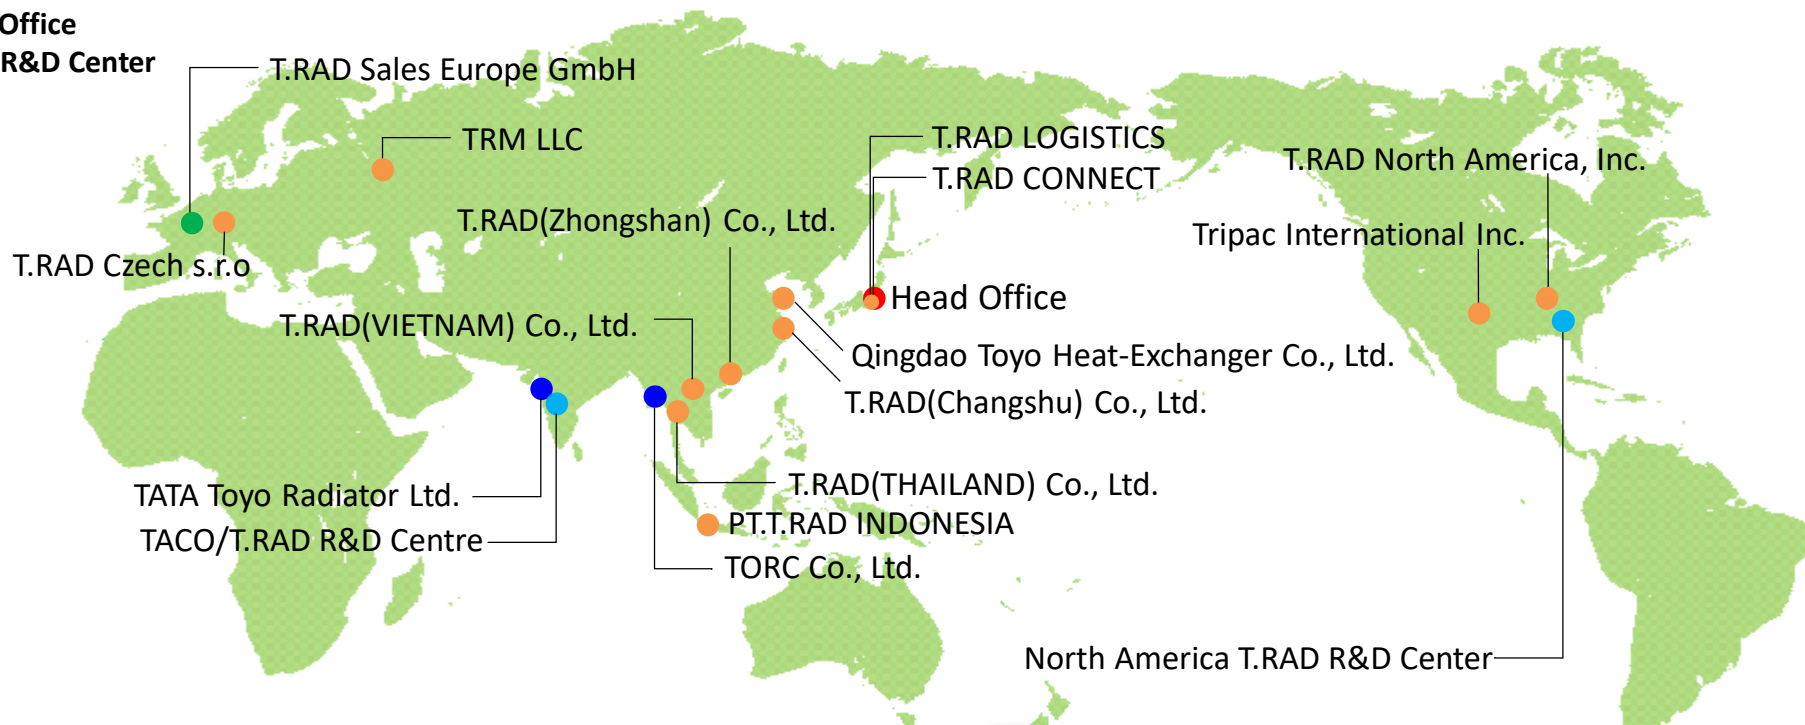 Office
R&D Center
T.RAD Sales Europe GmbH
TRM LLC
T.RAD LOGISTICS
T.RAD CONNECT
T.RAD North America, Inc.
T.RAD(Zhongshan) Co., Ltd.
Tripac International Inc.
T.RAD Czech s.r.o
Head Office
T.RAD(VIETNAM) Co., Ltd.
Qingdao Toyo Heat-Exchanger Co., Ltd.
T.RAD(Changshu) Co., Ltd.
TATA Toyo Radiator Ltd.
T.RAD(THAILAND) Co., Ltd.
PT.T.RAD INDONESIA
TACO/T.RAD R&D Centre
TORC Co., Ltd.
North America T.RAD R&D Center